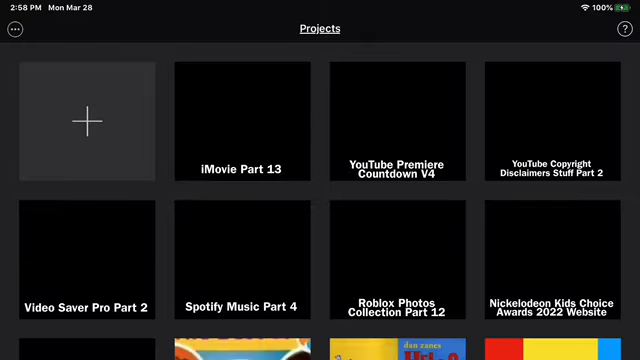 2:58 PM Mon Mar 28
100%
Projects
?
iMovie Part 13
YouTube Premiere
Countdown V4
YouTube Copyright
Disclaimers Stuff Part 2
Video Saver Pro Part 2
Spotify Music Part 4
Roblox Photos
Collection Part 12
Nickelodeon Kids Choice
Awards 2022 Website
dan zanes